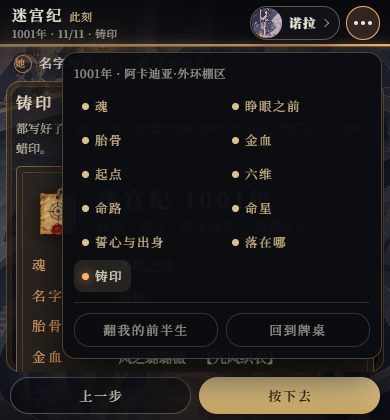 迷宫纪 此刻
1001年 · 11/11 · 铸印
诺拉
她 名字
1001年 · 阿卡迪亚·外环棚区
魂
睁眼之前
胎骨
金血
起点
六维
命路
命星
誓心与出身
落在哪
铸印
翻我的前半生
回到牌桌
铸印
都写好了
蜡印。
魂
名字
胎骨
金血
上一步
按下去